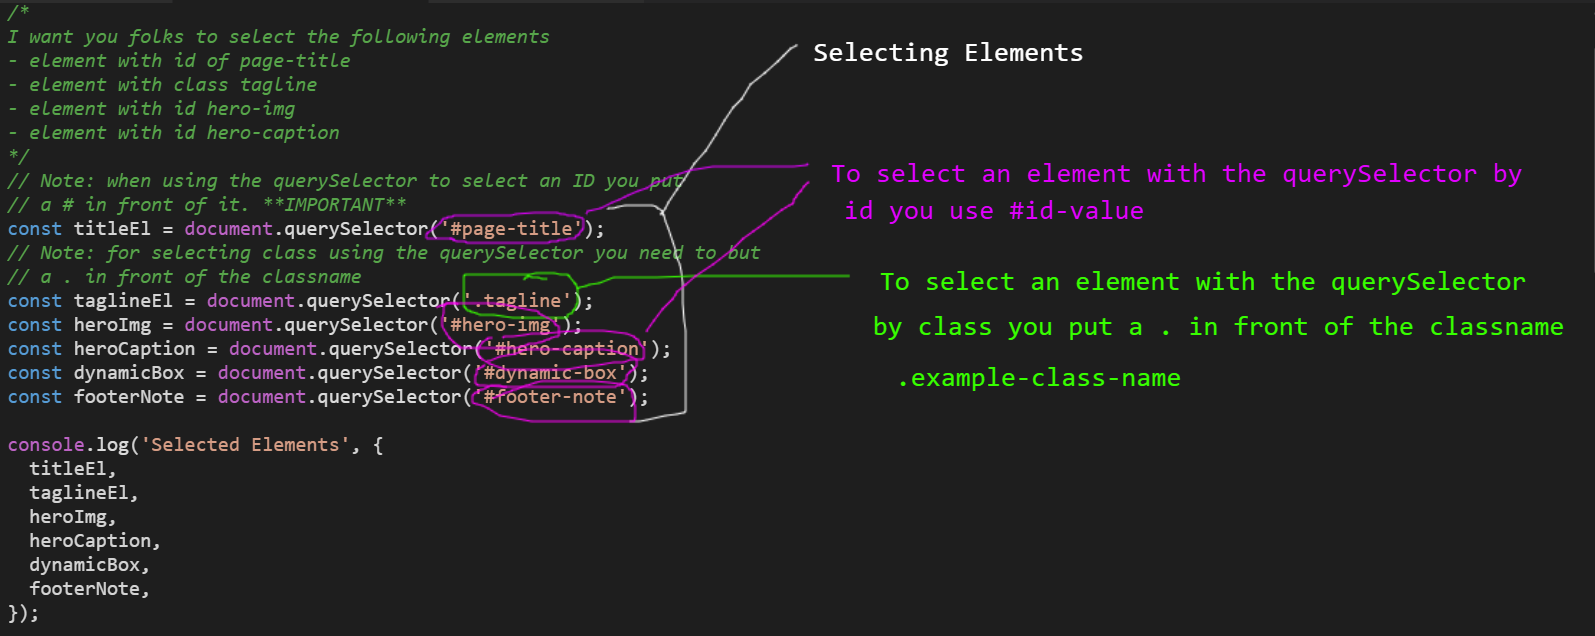 /*
I want you folks to select the following elements
- element with id of page-title
- element with class tagline
- element with id hero-img
- element with id hero-caption
*/
// Note: when using the querySelector to select an ID you put
// a # in front of it. **IMPORTANT**
const titleEl = document.querySelector('#page-title');
// Note: for selecting class using the querySelector you need to but
// a . in front of the classname
const taglineEl = document.querySelector('.tagline');
const heroImg = document.querySelector('#hero-img');
const heroCaption = document.querySelector('#hero-caption');
const dynamicBox = document.querySelector('#dynamic-box');
const footerNote = document.querySelector('#footer-note');
console.log('Selected Elements', {
  titleEl,
  taglineEl,
  heroImg,
  heroCaption,
  dynamicBox,
  footerNote,
});
Selecting Elements
To select an element with the querySelector by
id you use #id-value
To select an element with the querySelector
by class you put a . in front of the classname
.example-class-name